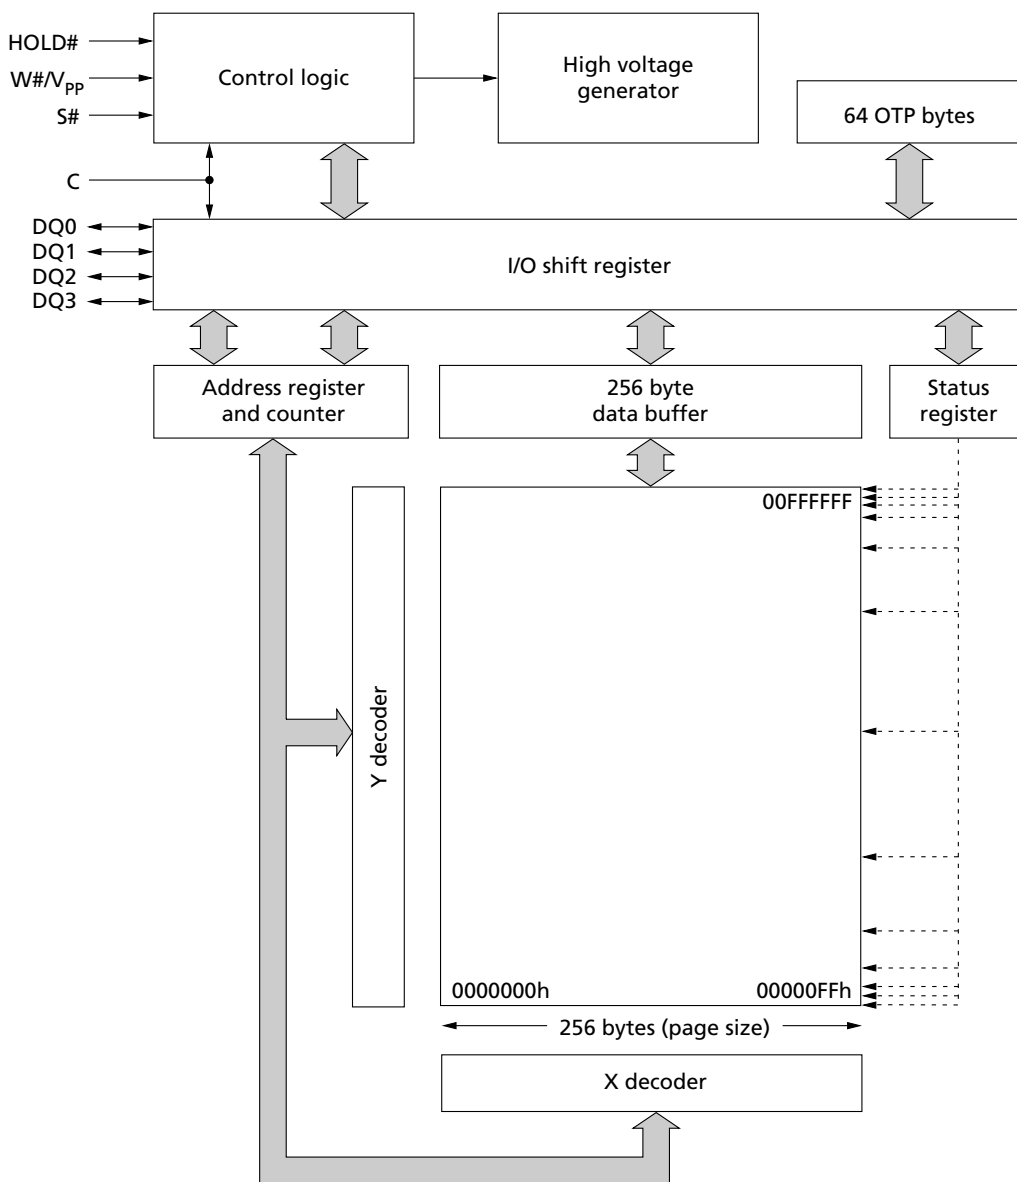 HOLD#
W#/VPP
S#
Control logic
High voltage
generator
64 OTP bytes
C
DQ0
DQ1
DQ2
DQ3
I/O shift register
Address register
and counter
256 byte
data buffer
Status
register
00FFFFFF
Y decoder
0000000h
00000FFh
256 bytes (page size)
X decoder